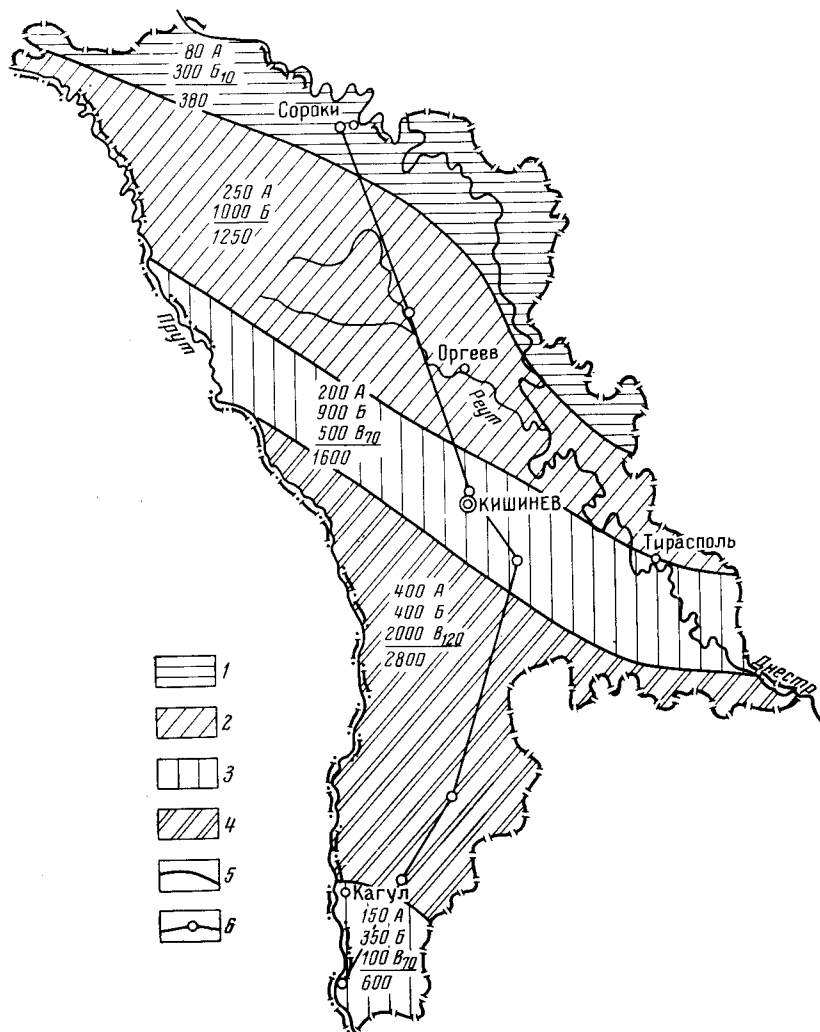 80 А
300 Б10
380
Сороки
250 А
1000 Б
1250
Прут
Оргеев
Реут
200 А
900 Б
500 В70
1600
КИШИНЕВ
Тирасполь
400 А
400 Б
2000 В120
2800
Днестр
1
2
3
4
5
6
Кагул
150 А
350 Б
100 В70
600